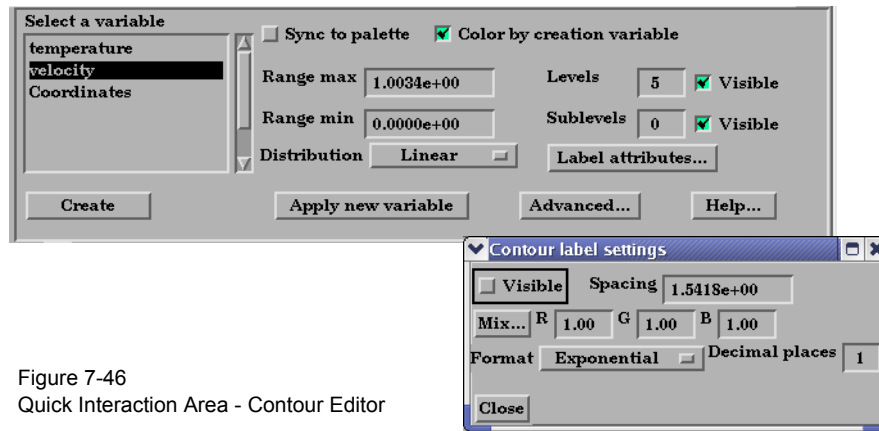 Select a variable
temperature
velocity
Coordinates
Sync to palette Color by creation variable
Range max 1.0034e+00 Levels 5 Visible
Range min 0.0000e+00 Sublevels 0 Visible
Distribution Linear Label attributes...
Create Apply new variable Advanced... Help...
Contour label settings
Visible Spacing 1.5418e+00
Mix... R 1.00 G 1.00 B 1.00
Format Exponential Decimal places 1
Close
Figure 7-46
Quick Interaction Area - Contour Editor